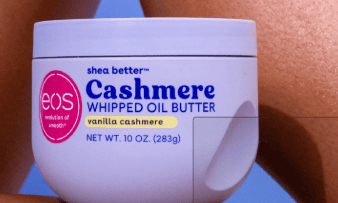 shea better™
Cashmere
WHIPPED OIL BUTTER
vanilla cashmere
NET WT. 10 OZ. (283g)
eos
evolution of
smooth®